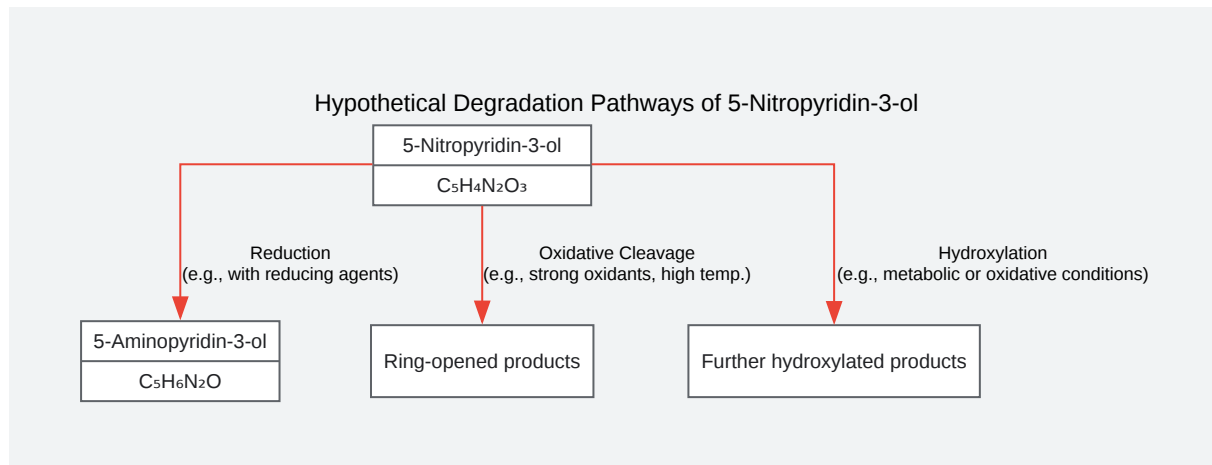 Hypothetical Degradation Pathways of 5-Nitropyridin-3-ol
5-Nitropyridin-3-ol
C₅H₄N₂O₃
Reduction
(e.g., with reducing agents)
Oxidative Cleavage
(e.g., strong oxidants, high temp.)
Hydroxylation
(e.g., metabolic or oxidative conditions)
5-Aminopyridin-3-ol
C₅H₆N₂O
Ring-opened products
Further hydroxylated products